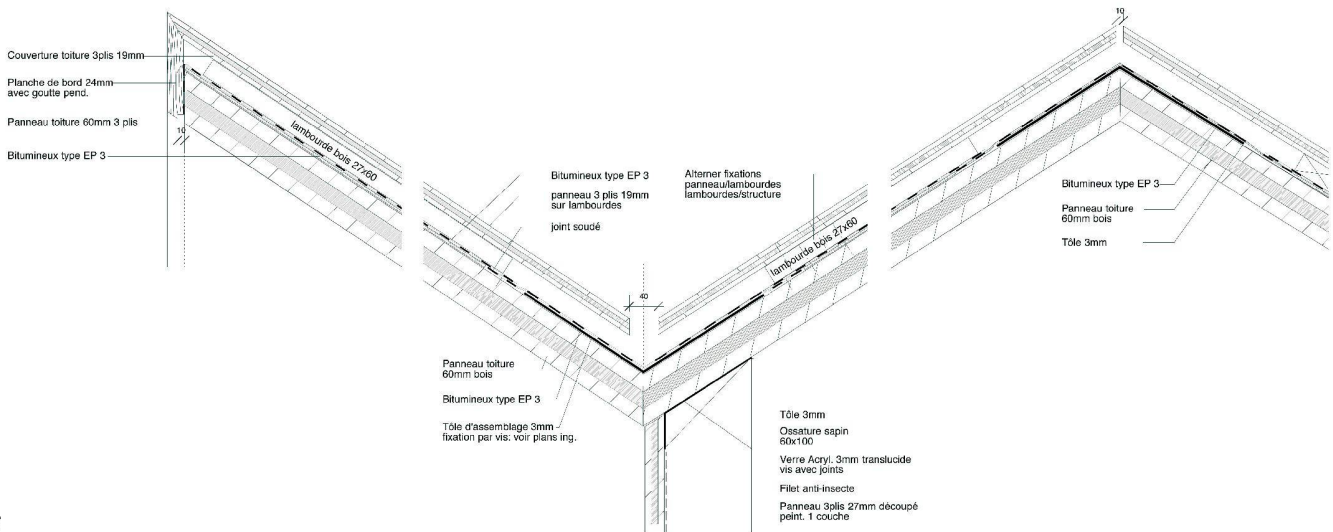 Couverture toiture 3plis 19mm
Planche de bord 24mm
avec goutte pend.
Panneau toiture 60mm 3 plis
10
Bitumineux type EP 3
lambourde bois 27x60
Bitumineux type EP 3
panneau 3 plis 19mm
sur lambourdes
joint soudé
Alterner fixations
panneau/lambourdes
lambourdes/structure
lambourde bois 27x60
40
10
Bitumineux type EP 3
Panneau toiture
60mm bois
Tôle 3mm
Panneau toiture
60mm bois
Bitumineux type EP 3
Tôle d'assemblage 3mm
fixation par vis: voir plans ing.
Tôle 3mm
Ossature sapin
60x100
Verre Acryl. 3mm translucide
vis avec joints
Filet anti-insecte
Panneau 3plis 27mm découpé
peint. 1 couche